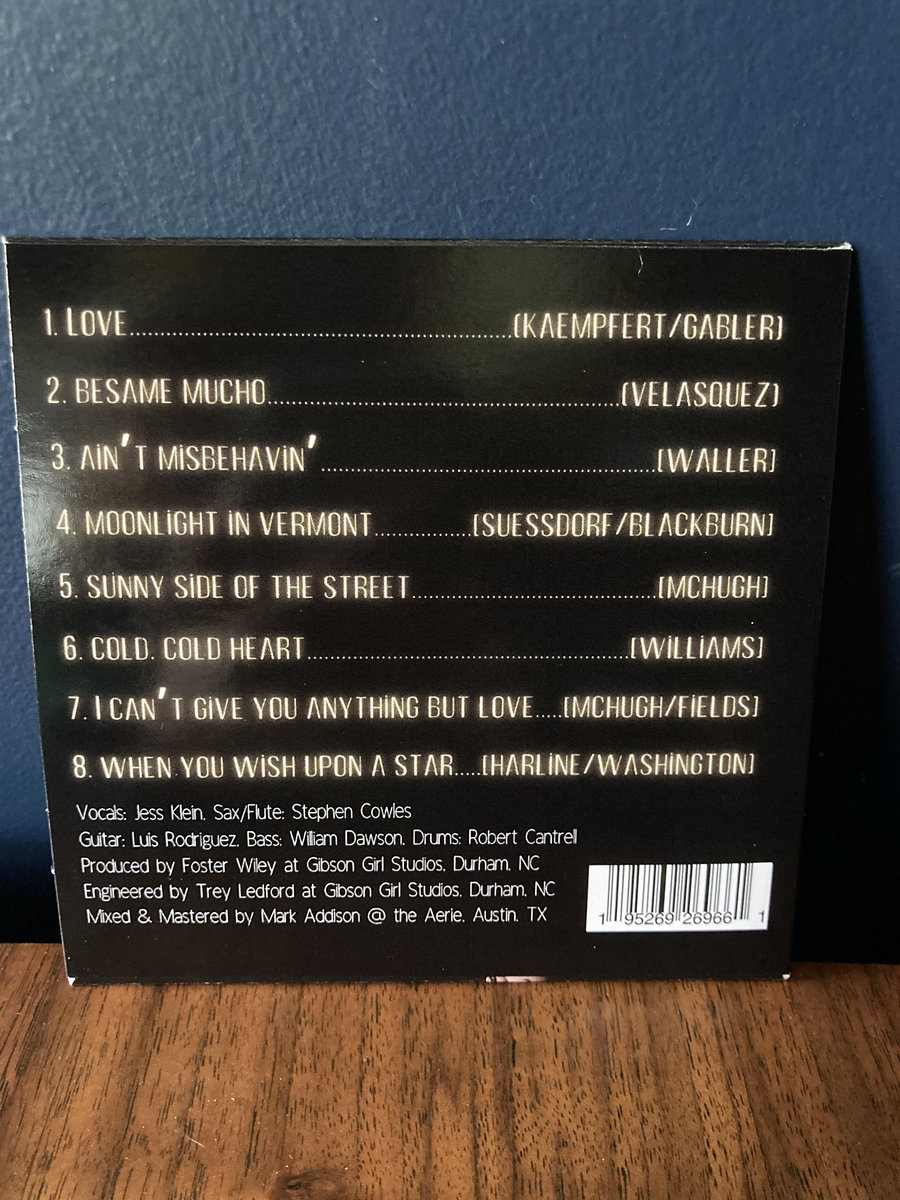 1. LOVE......................................................(KAEMPFERT/GABLER)
2. BESAME MUCHO..................................................(VELASQUEZ)
3. AIN'T MISBEHAVIN'................................................(WALLER)
4. MOONLIGHT IN VERMONT..............(SUESSDORF/BLACKBURN)
5. SUNNY SIDE OF THE STREET...................................(MCHUGH)
6. COLD, COLD HEART...............................................(WILLIAMS)
7. I CAN'T GIVE YOU ANYTHING BUT LOVE.....(MCHUGH/FIELDS)
8. WHEN YOU WISH UPON A STAR.....(HARLINE/WASHINGTON)
Vocals: Jess Klein, Sax/Flute: Stephen Cowles
Guitar: Luis Rodriguez, Bass: William Dawson, Drums: Robert Cantrell
Produced by Foster Wiley at Gibson Girl Studios, Durham, NC
Engineered by Trey Ledford at Gibson Girl Studios, Durham, NC
Mixed & Mastered by Mark Addison @ the Aerie, Austin, TX
1 95269 26966 1